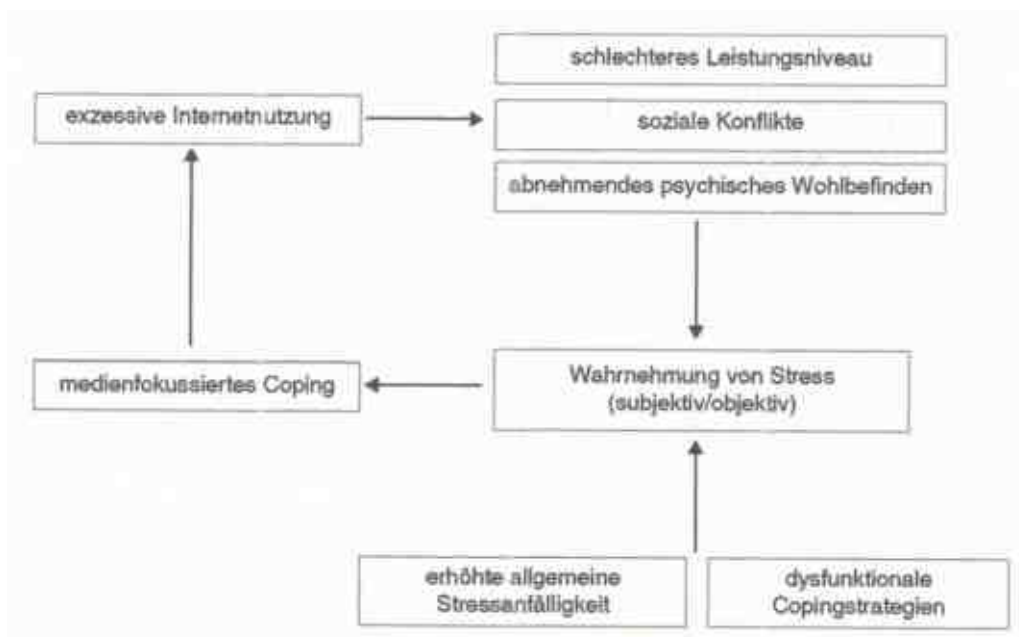 schlechteres Leistungsniveau
exzessive Internetnutzung
soziale Konflikte
abnehmendes psychisches Wohlbefinden
medienfokussiertes Coping
Wahrnehmung von Stress
(subjektiv/objektiv)
erhöhte allgemeine
Stressanfälligkeit
dysfunktionale
Copingstrategien